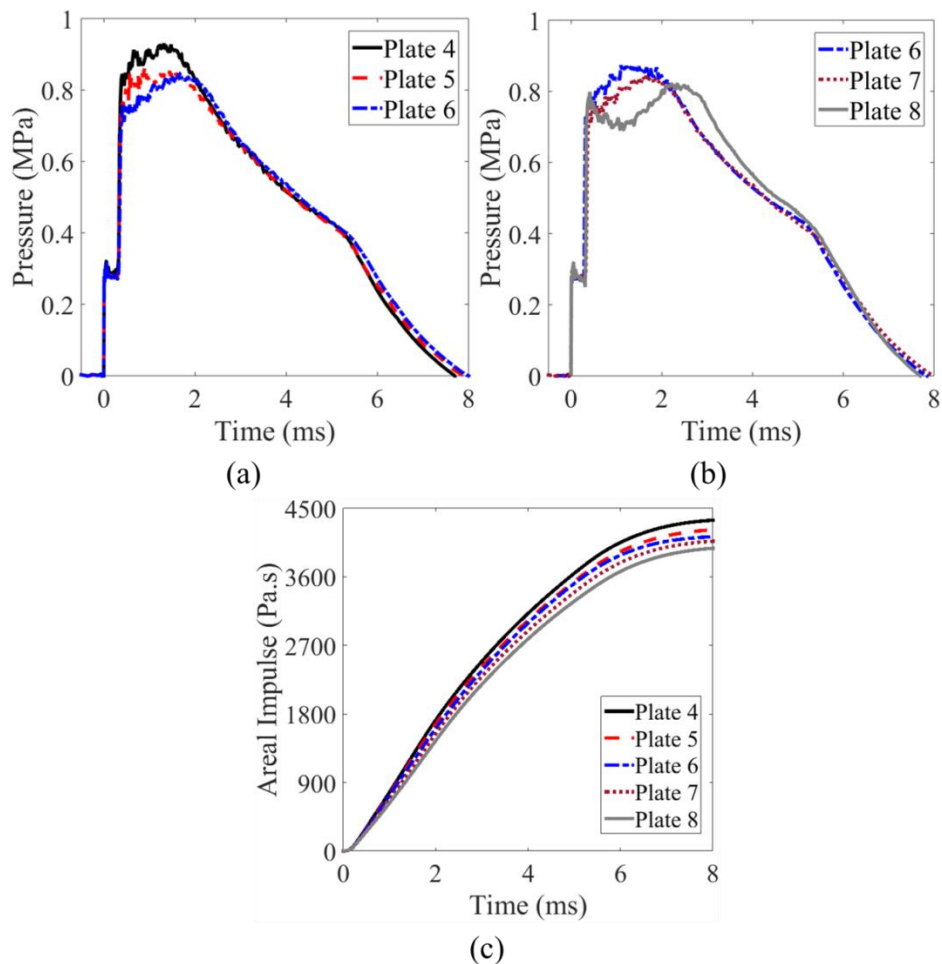 1
0.8
0.6
0.4
0.2
0
Pressure (MPa)
Plate 4
Plate 5
Plate 6
0 2 4 6 8
Time (ms)
(a)
1
0.8
0.6
0.4
0.2
0
Pressure (MPa)
Plate 6
Plate 7
Plate 8
0 2 4 6 8
Time (ms)
(b)
4500
3600
2700
1800
900
0
Areal Impulse (Pa.s)
Plate 4
Plate 5
Plate 6
Plate 7
Plate 8
0 2 4 6 8
Time (ms)
(c)